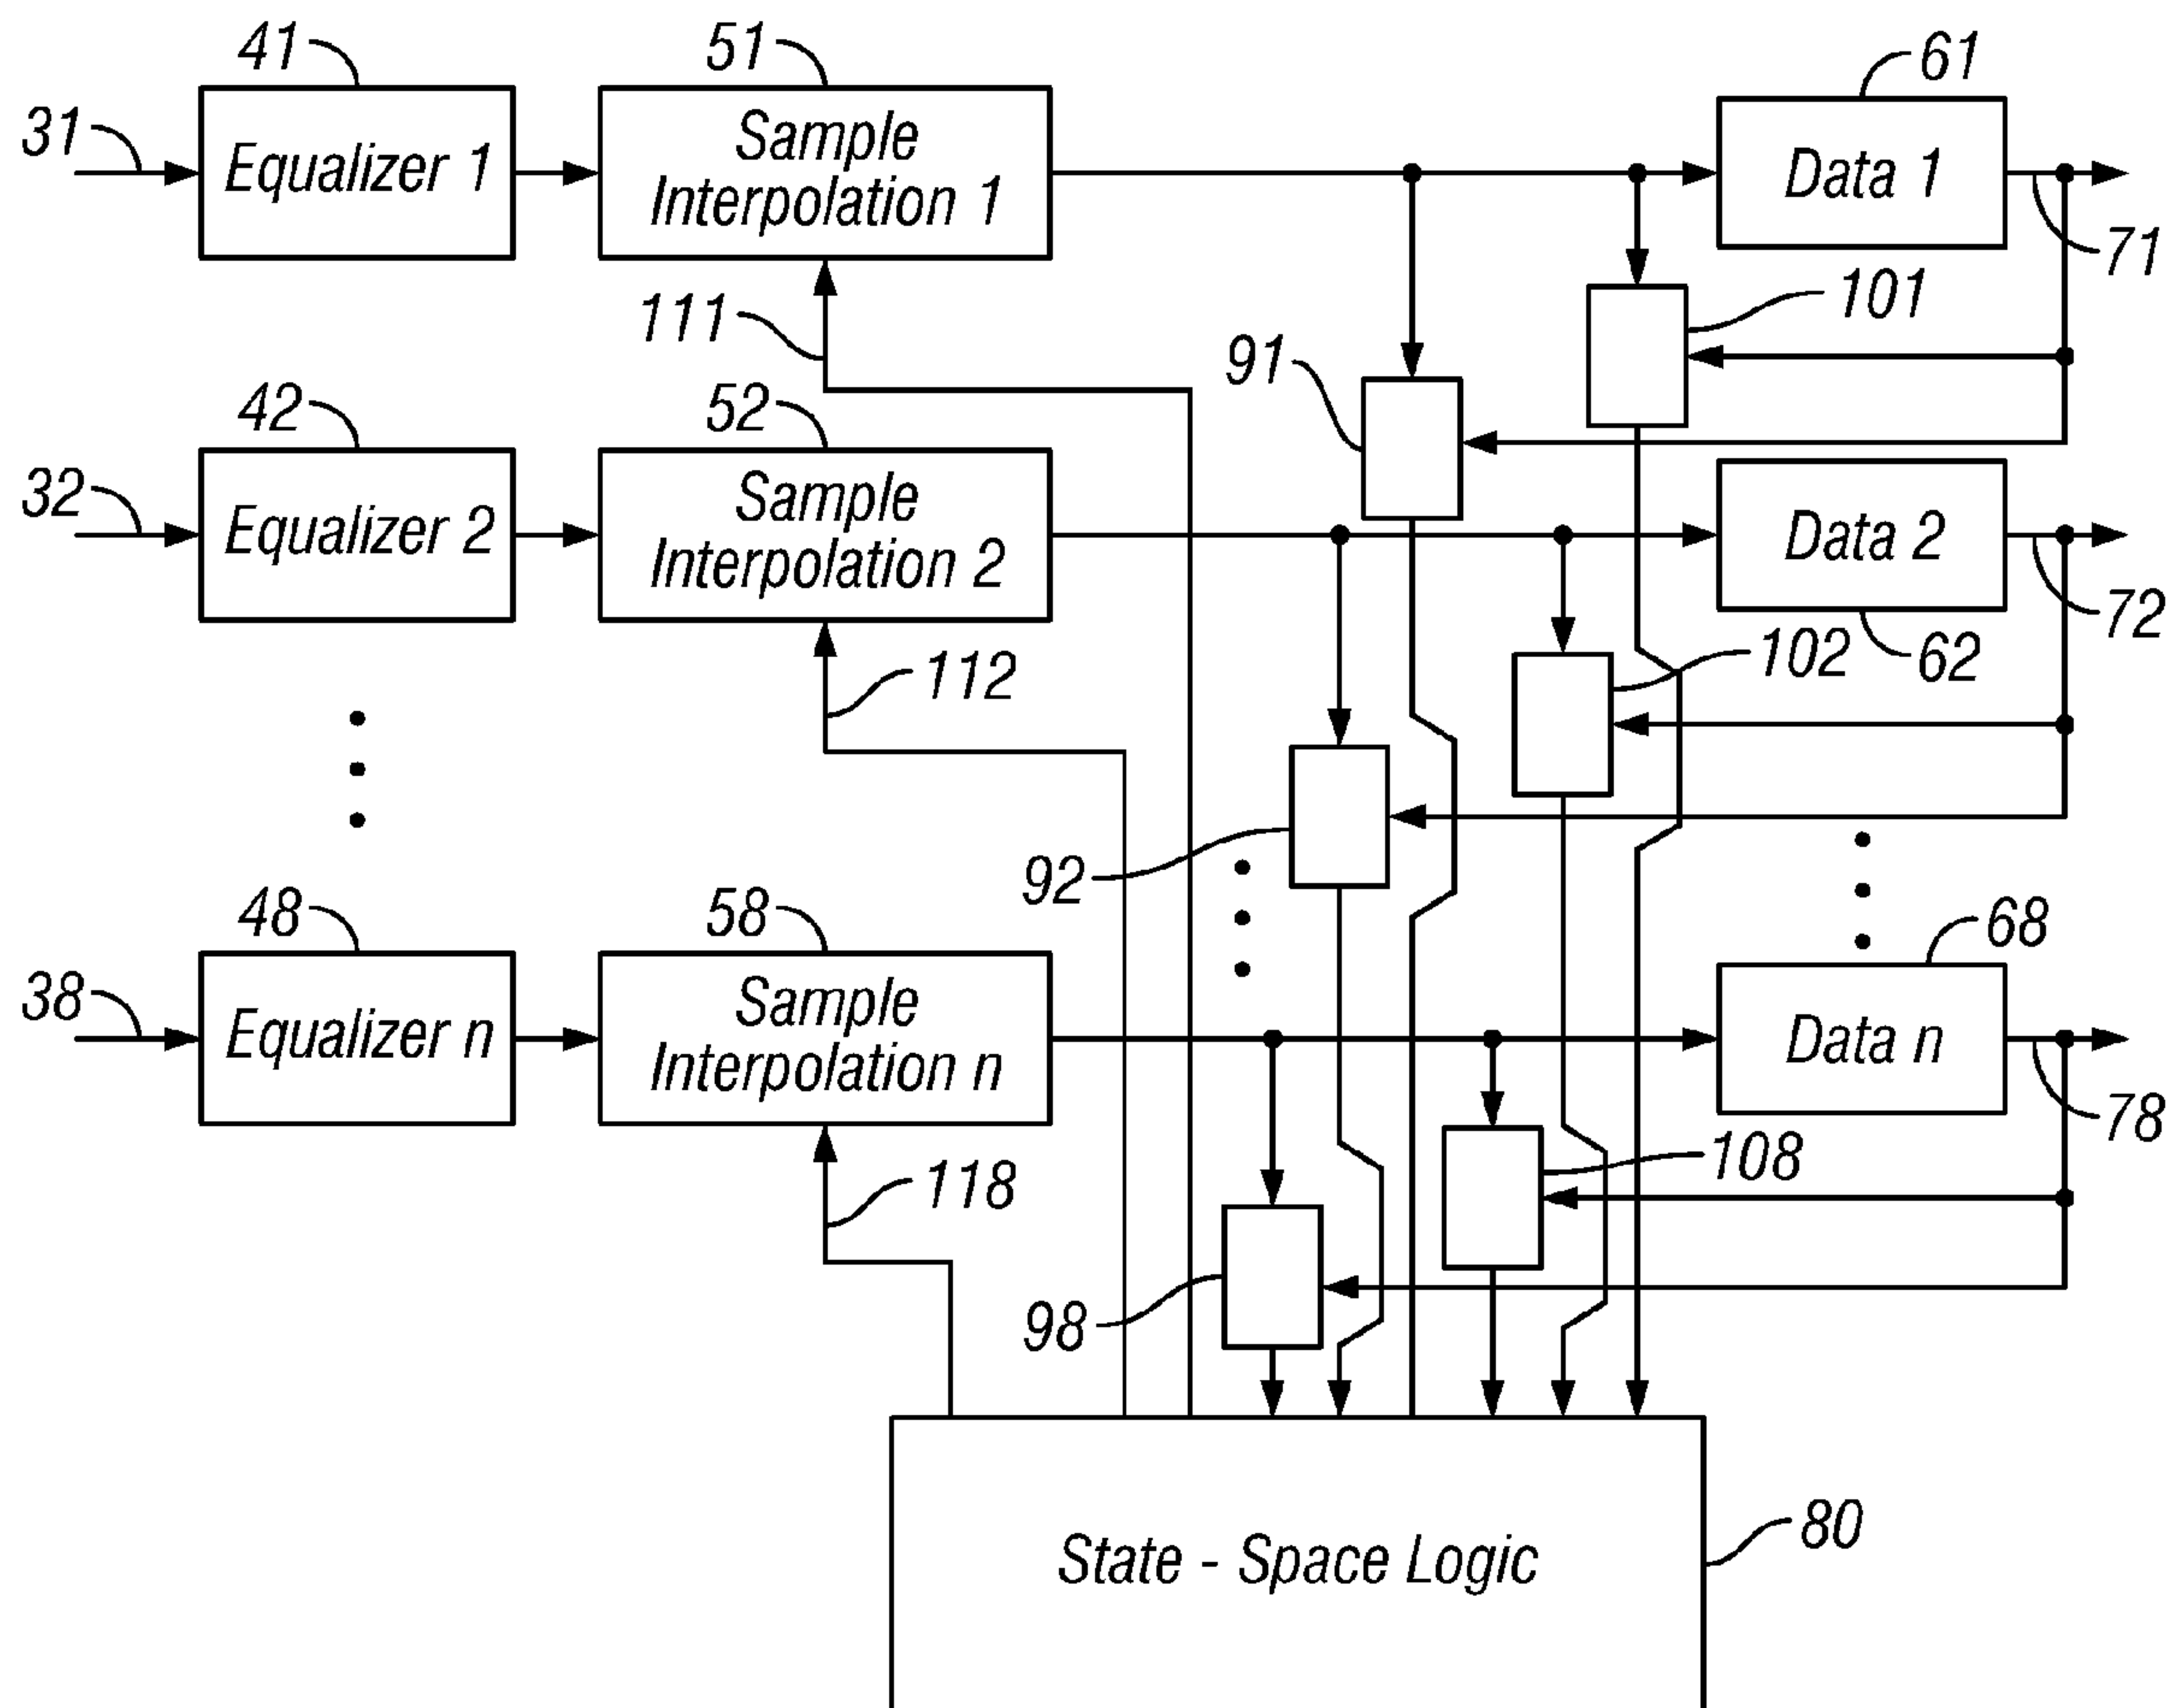 41
51
61
31
Equalizer 1
Sample
Interpolation 1
Data 1
71
101
111
91
42
52
32
Equalizer 2
Sample
Interpolation 2
Data 2
72
112
102
62
92
48
58
68
38
Equalizer n
Sample
Interpolation n
Data n
78
118
108
98
80
State - Space Logic